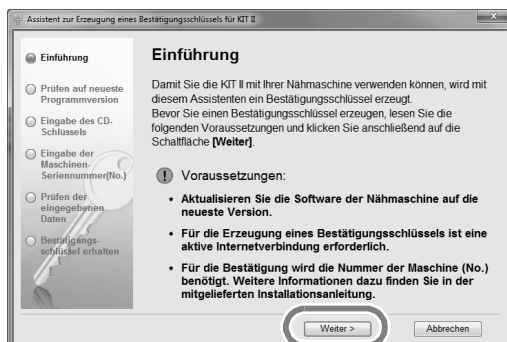 Assistent zur Erzeugung eines Bestätigungsschlüssels für KIT II
Einführung
Prüfen auf neueste
Programmversion
Eingabe des CD-
Schlüssels
Eingabe der
Maschinen-
Seriennummer(No.)
Prüfen der
eingegebenen
Daten
Bestätigungs-
schlüssel erhalten
Einführung
Damit Sie die KIT II mit Ihrer Nähmaschine verwenden können, wird mit
diesem Assistenten ein Bestätigungsschlüssel erzeugt.
Bevor Sie einen Bestätigungsschlüssel erzeugen, lesen Sie die
folgenden Voraussetzungen und klicken Sie anschließend auf die
Schaltfläche [Weiter].
Voraussetzungen:
• Aktualisieren Sie die Software der Nähmaschine auf die
neueste Version.
• Für die Erzeugung eines Bestätigungsschlüssels ist eine
aktive Internetverbindung erforderlich.
• Für die Bestätigung wird die Nummer der Maschine (No.)
benötigt. Weitere Informationen dazu finden Sie in der
mitgelieferten Installationsanleitung.
Weiter >
Abbrechen